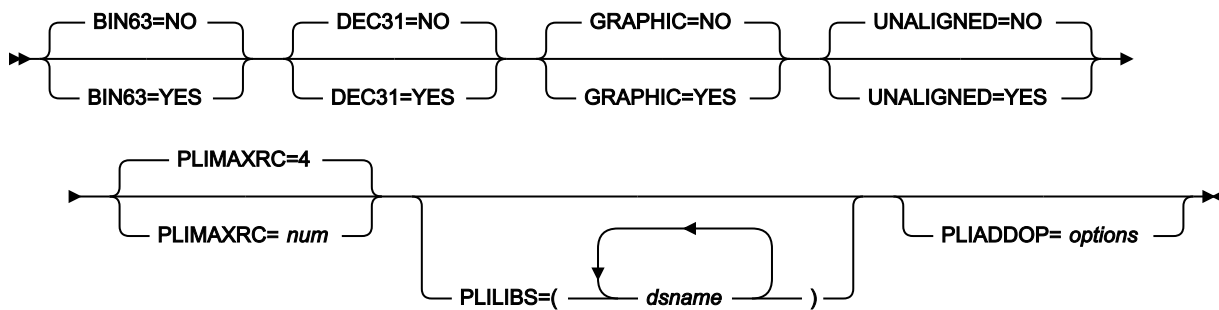 BIN63=NO DEC31=NO GRAPHIC=NO UNALIGNED=NO
BIN63=YES DEC31=YES GRAPHIC=YES UNALIGNED=YES
PLIMAXRC=4
PLIMAXRC= num PLIADDOP= options
PLILIBS=( dsname )